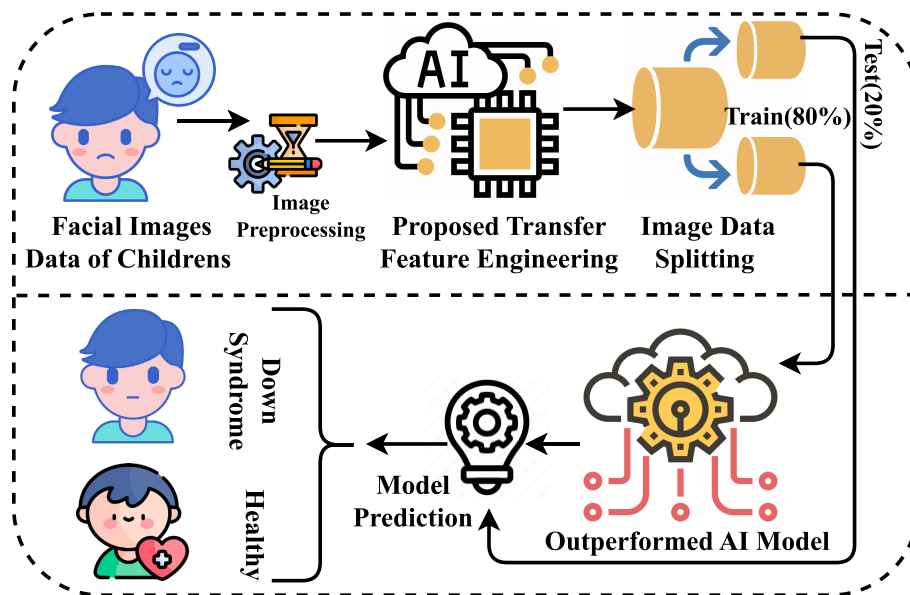 AI
Train(80%)
Test(20%)
Image
Preprocessing
Facial Images
Data of Childrens
Proposed Transfer
Feature Engineering
Image Data
Splitting
Down
Syndrome
Healthy
Model
Prediction
Outperformed AI Model